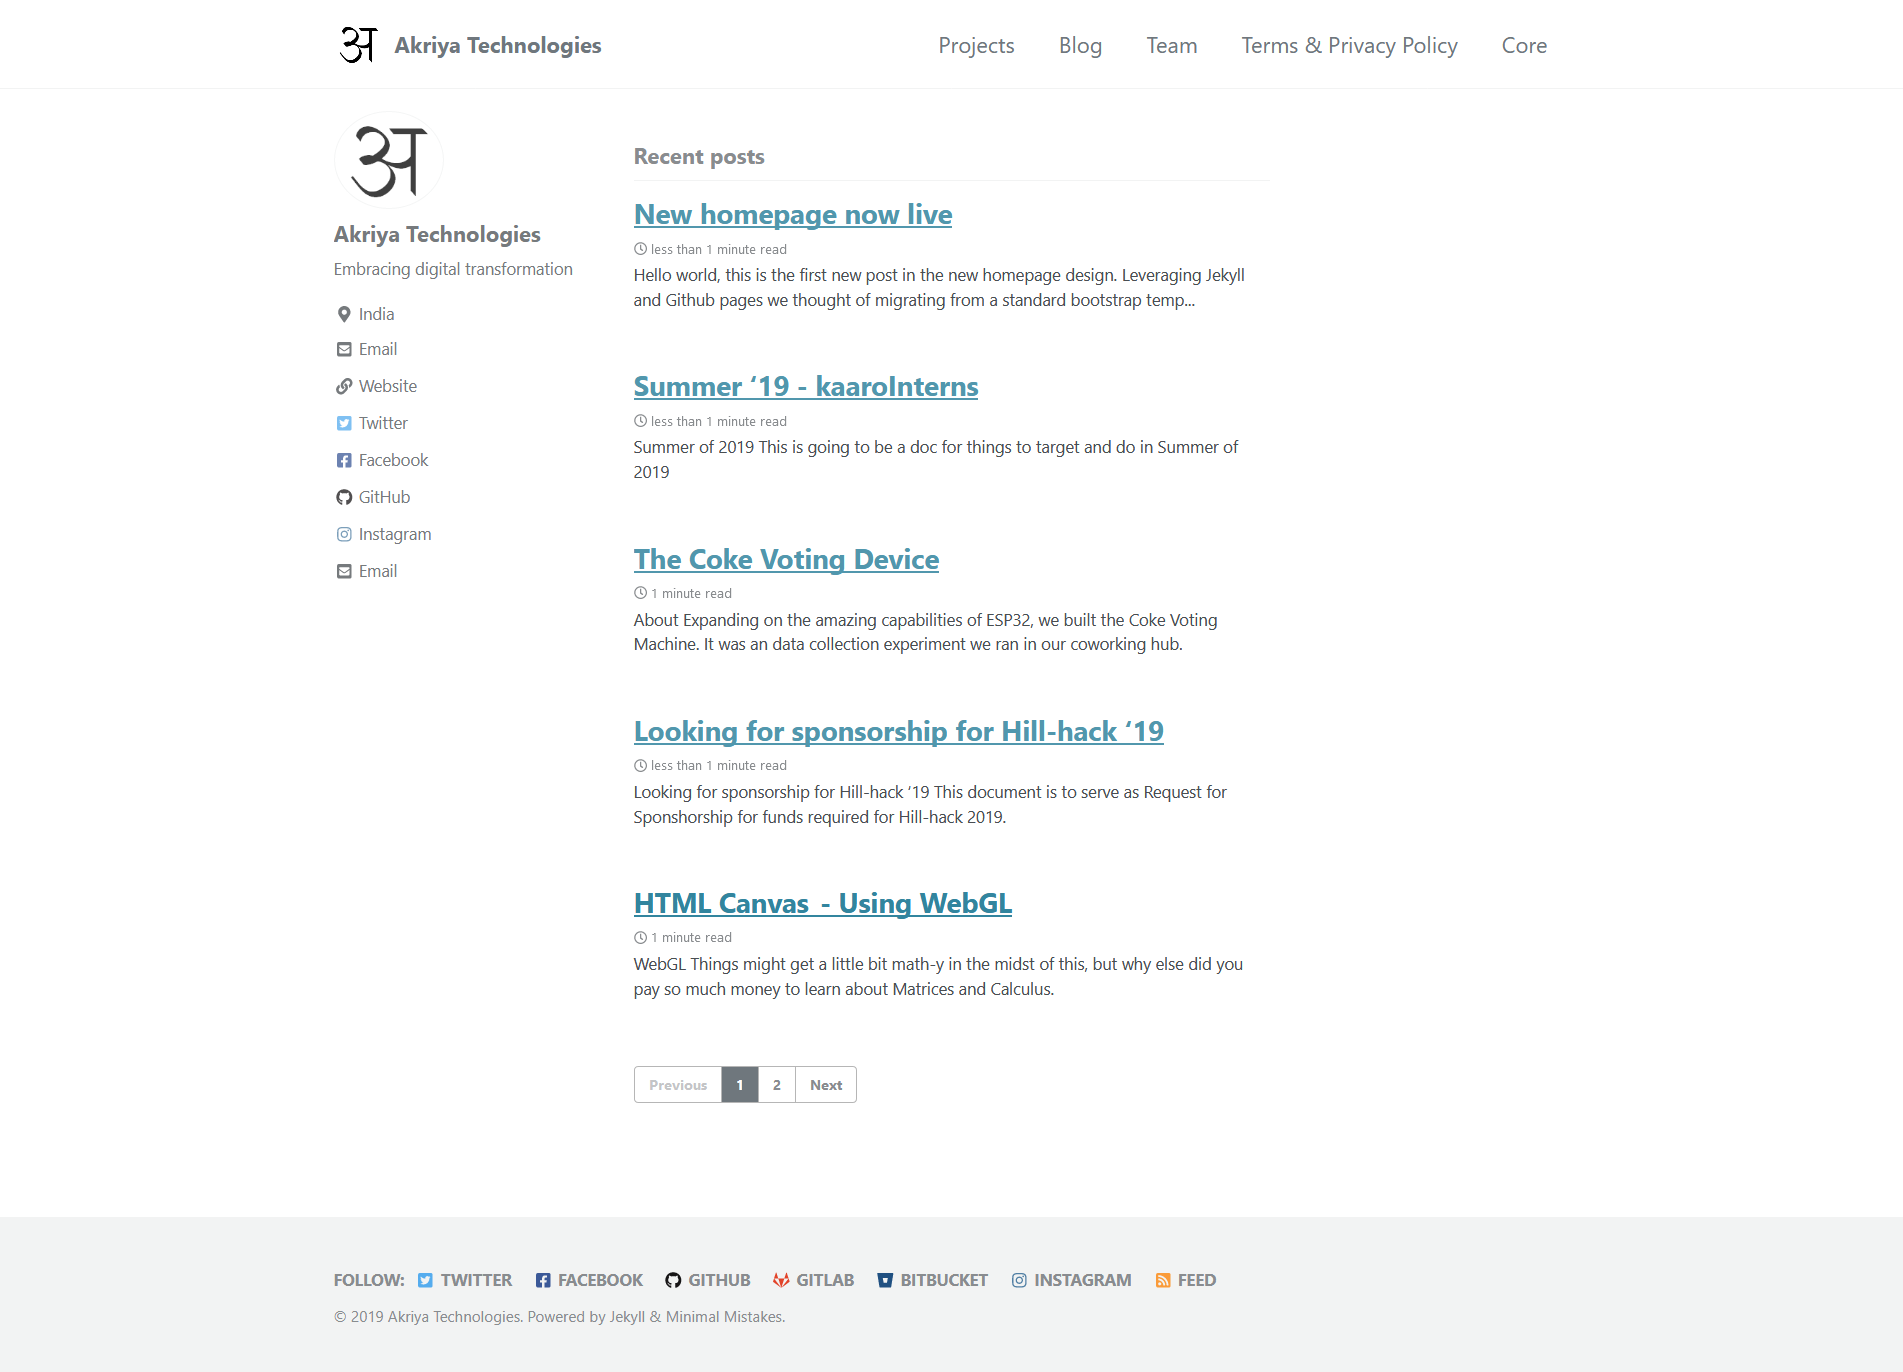 अ Akriya Technologies
Projects Blog Team Terms & Privacy Policy Core
अ
Akriya Technologies
Embracing digital transformation
India
Email
Website
Twitter
Facebook
GitHub
Instagram
Email
Recent posts
New homepage now live
less than 1 minute read
Hello world, this is the first new post in the new homepage design. Leveraging Jekyll
and Github pages we thought of migrating from a standard bootstrap temp...
Summer ‘19 - kaaroInterns
less than 1 minute read
Summer of 2019 This is going to be a doc for things to target and do in Summer of
2019
The Coke Voting Device
1 minute read
About Expanding on the amazing capabilities of ESP32, we built the Coke Voting
Machine. It was an data collection experiment we ran in our coworking hub.
Looking for sponsorship for Hill-hack ‘19
less than 1 minute read
Looking for sponsorship for Hill-hack ‘19 This document is to serve as Request for
Sponshorship for funds required for Hill-hack 2019.
HTML Canvas - Using WebGL
1 minute read
WebGL Things might get a little bit math-y in the midst of this, but why else did you
pay so much money to learn about Matrices and Calculus.
Previous 1 2 Next
FOLLOW: TWITTER FACEBOOK GITHUB GITLAB BITBUCKET INSTAGRAM FEED
© 2019 Akriya Technologies. Powered by Jekyll & Minimal Mistakes.